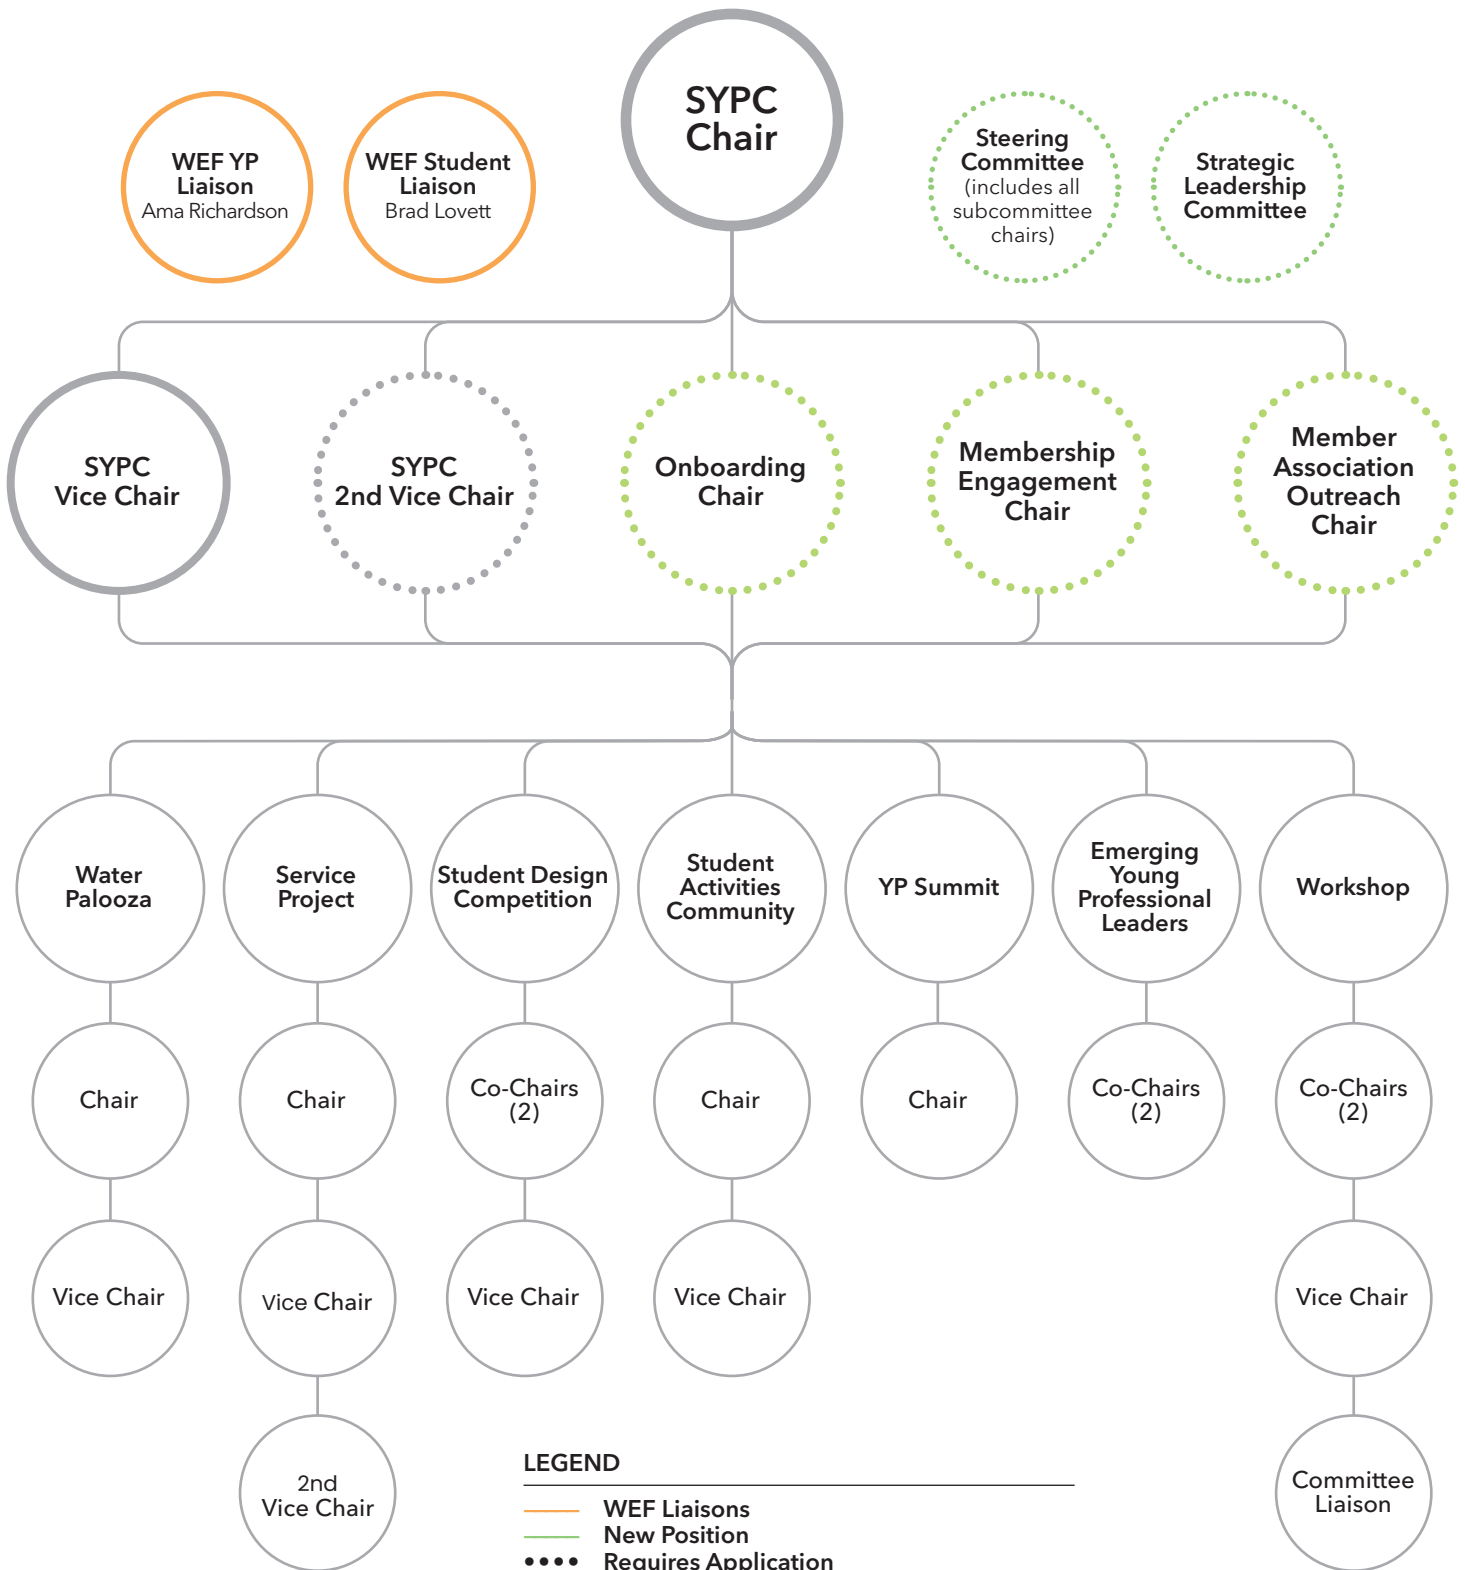 SYPC
Chair
WEF YP
Liaison
Ama Richardson
WEF Student
Liaison
Brad Lovett
Steering
Committee
(includes all
subcommittee
chairs)
Strategic
Leadership
Committee
SYPC
Vice Chair
SYPC
2nd Vice Chair
Onboarding
Chair
Membership
Engagement
Chair
Member
Association
Outreach
Chair
Water
Palooza
Service
Project
Student Design
Competition
Student
Activities
Community
YP Summit
Emerging
Young
Professional
Leaders
Workshop
Chair
Chair
Co-Chairs
(2)
Chair
Chair
Co-Chairs
(2)
Co-Chairs
(2)
Vice Chair
Vice Chair
Vice Chair
Vice Chair
Vice Chair
2nd
Vice Chair
Committee
Liaison
LEGEND
WEF Liaisons
New Position
Requires Application